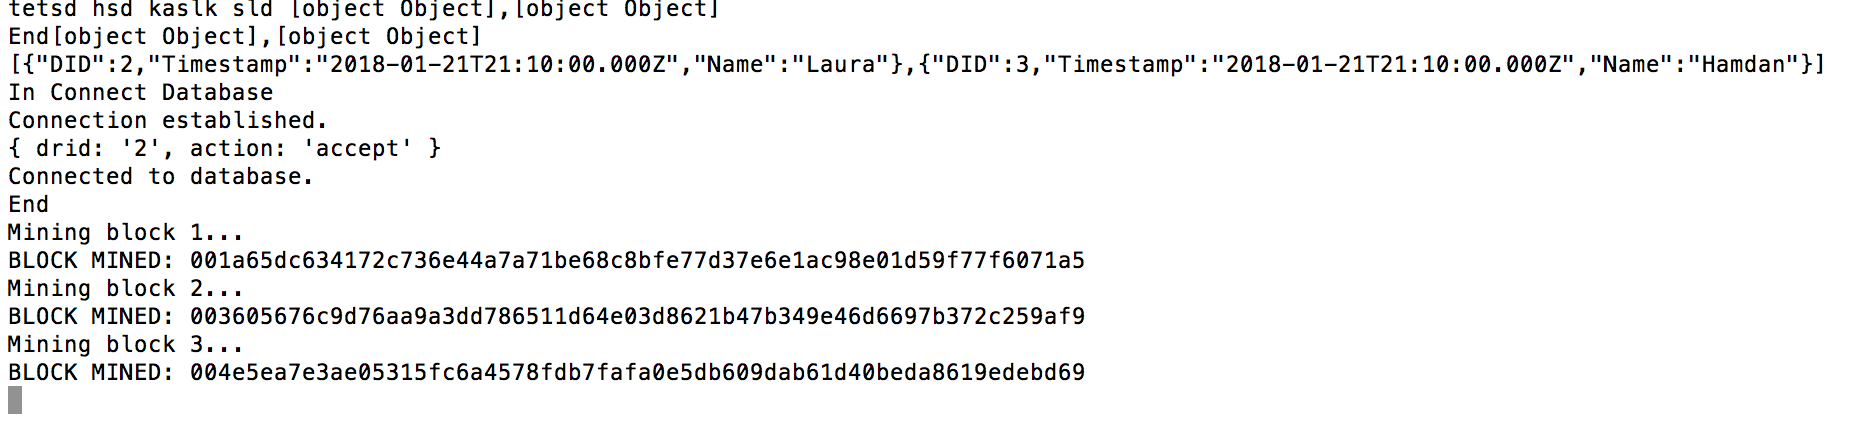 tetsd hsd kaslk sld [object Object],[object Object]
End[object Object],[object Object]
[{"DID":2,"Timestamp":"2018-01-21T21:10:00.000Z","Name":"Laura"},{"DID":3,"Timestamp":"2018-01-21T21:10:00.000Z","Name":"Hamdan"}]
In Connect Database
Connection established.
{ drid: '2', action: 'accept' }
Connected to database.
End
Mining block 1...
BLOCK MINED: 001a65dc634172c736e44a7a71be68c8bfe77d37e6e1ac98e01d59f77f6071a5
Mining block 2...
BLOCK MINED: 003605676c9d76aa9a3dd786511d64e03d8621b47b349e46d6697b372c259af9
Mining block 3...
BLOCK MINED: 004e5ea7e3ae05315fc6a4578fdb7fafa0e5db609dab61d40beda8619edebd69